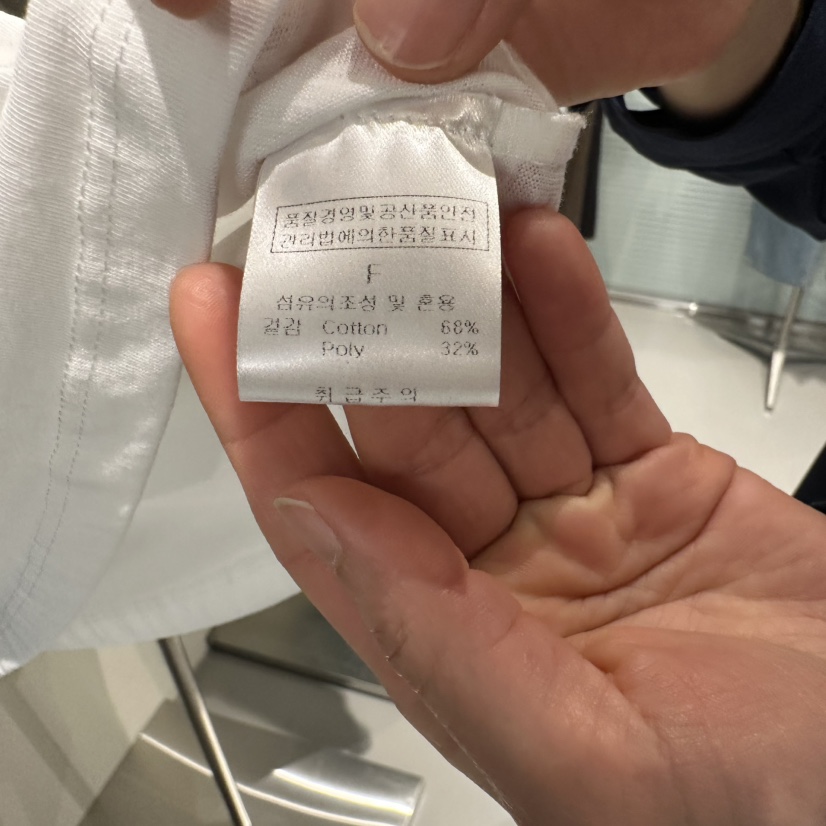 품질경영및공산품안전
관리법에의한품질표시
F
섬유의조성 및 혼용
겉감 Cotton 68%
Poly 32%
취급주의